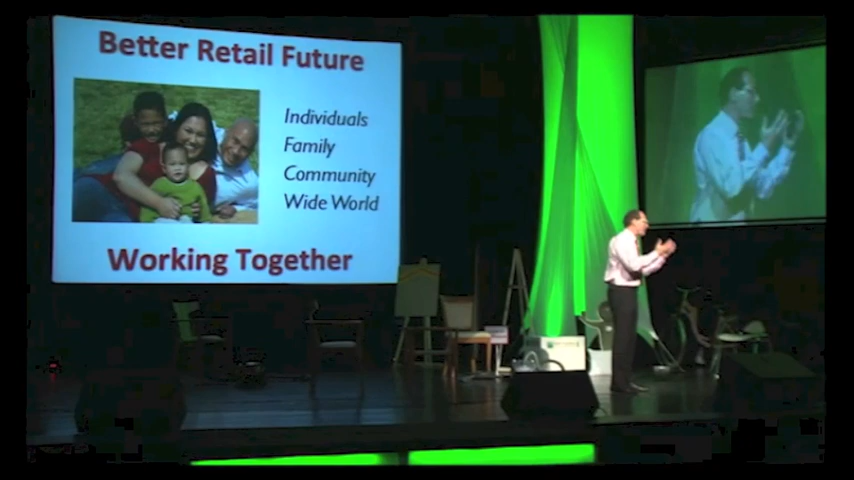 Better Retail Future
Individuals
Family
Community
Wide World
Working Together